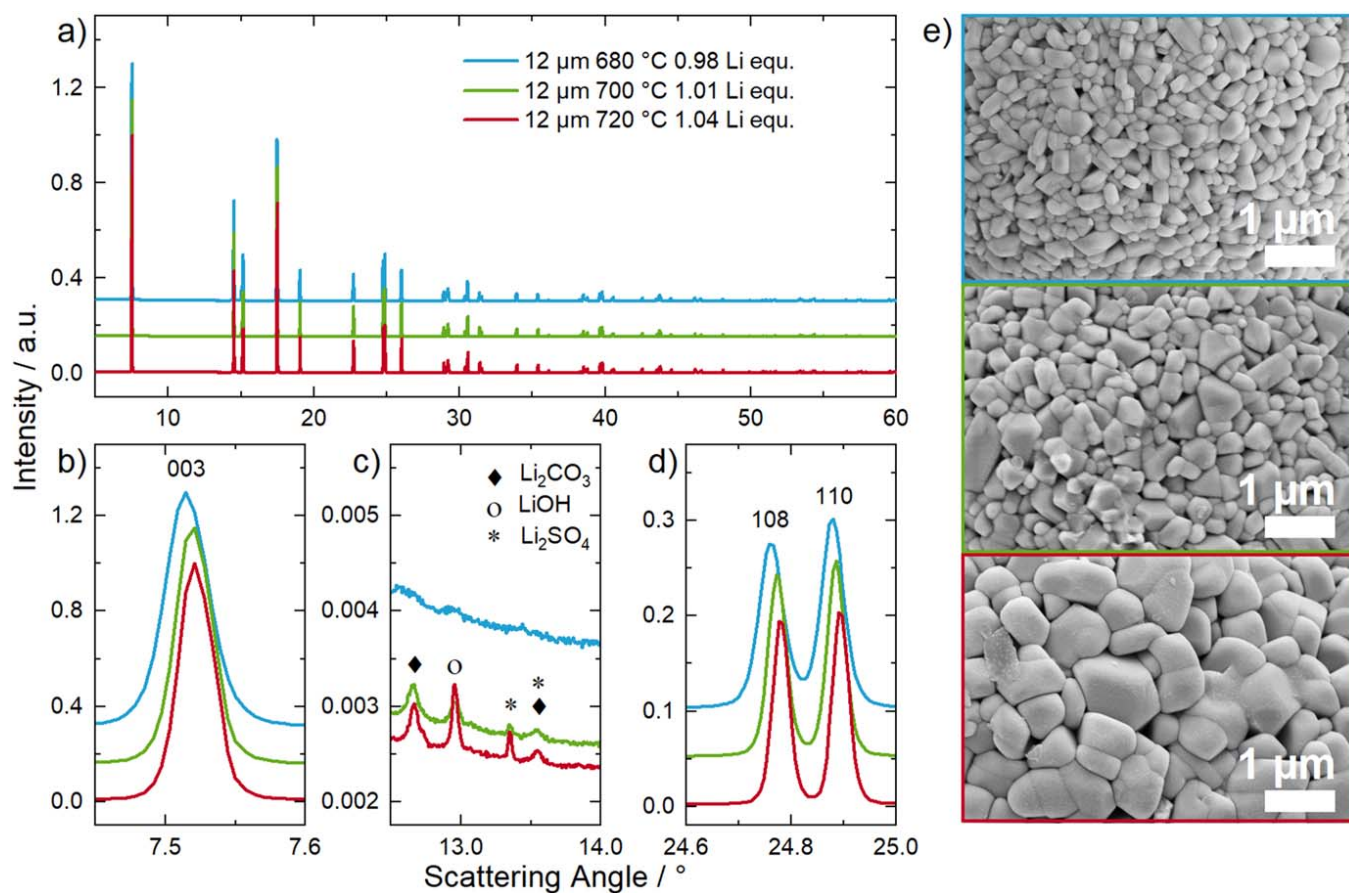 a)
12 µm 680 °C 0.98 Li equ.
12 µm 700 °C 1.01 Li equ.
12 µm 720 °C 1.04 Li equ.
1.2
0.8
0.4
0.0
10 20 30 40 50 60
Intensity / a.u.
b)
003
1.2
0.8
0.4
0.0
7.5 7.6
c)
♦ Li₂CO₃
o LiOH
* Li₂SO₄
0.005
0.004
0.003
0.002
♦ o * * ♦
13.0 14.0
d)
108 110
0.3
0.2
0.1
0.0
24.6 24.8 25.0
Scattering Angle / °
e)
1 µm
1 µm
1 µm